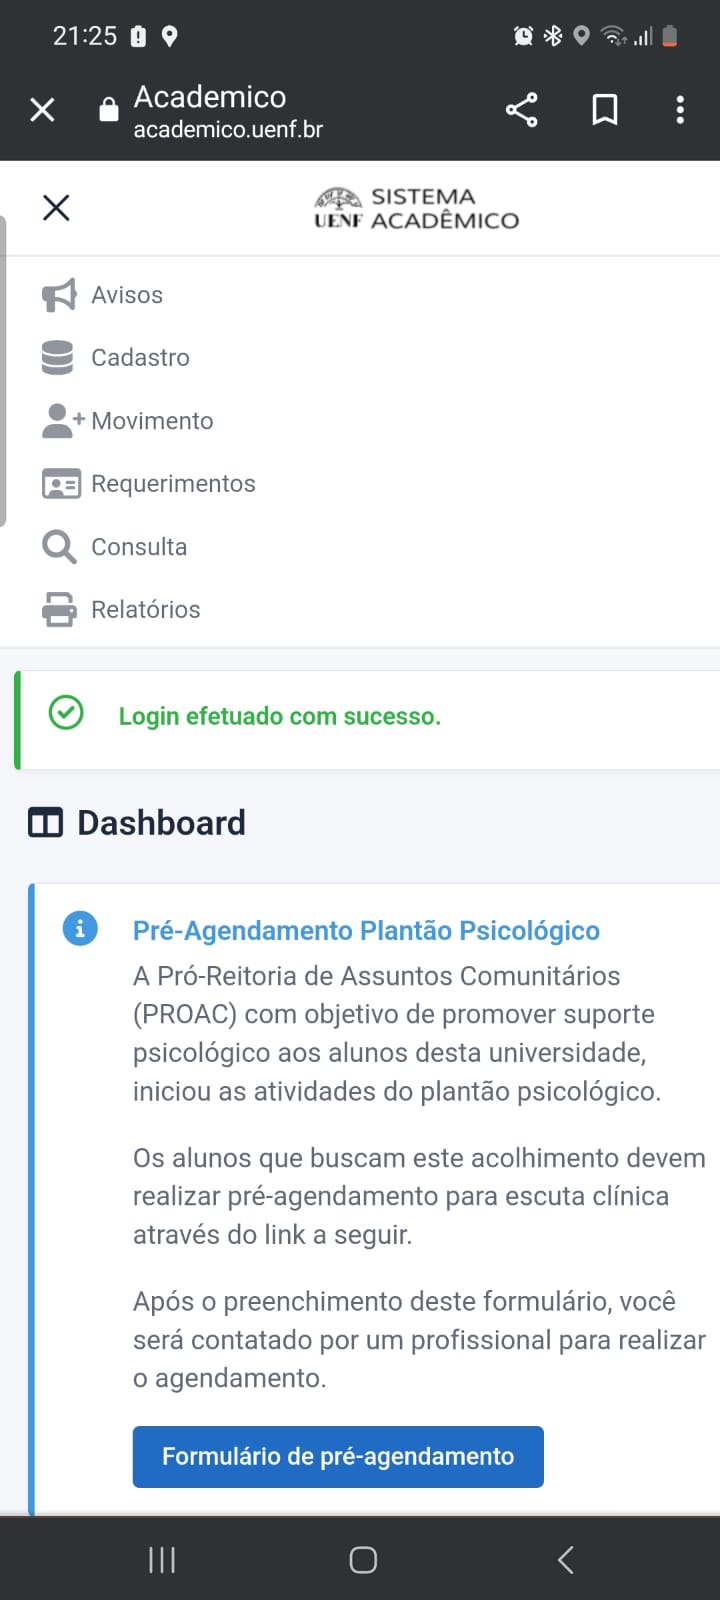 21:25
Academico
academico.uenf.br
UENF SISTEMA ACADÊMICO
Avisos
Cadastro
Movimento
Requerimentos
Consulta
Relatórios
Login efetuado com sucesso.
Dashboard
Pré-Agendamento Plantão Psicológico
A Pró-Reitoria de Assuntos Comunitários
(PROAC) com objetivo de promover suporte
psicológico aos alunos desta universidade,
iniciou as atividades do plantão psicológico.
Os alunos que buscam este acolhimento devem
realizar pré-agendamento para escuta clínica
através do link a seguir.
Após o preenchimento deste formulário, você
será contatado por um profissional para realizar
o agendamento.
Formulário de pré-agendamento